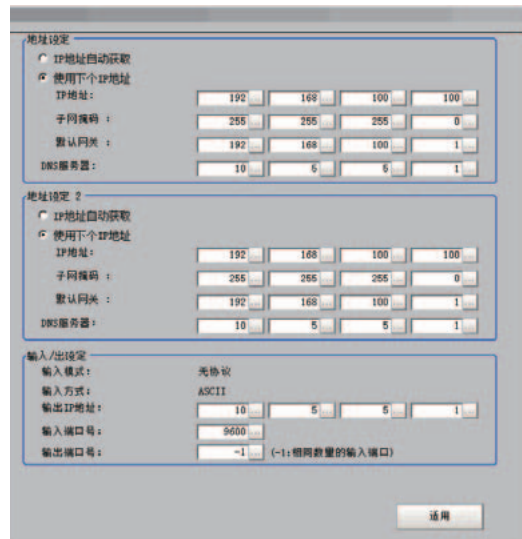 地址设定
IP地址自动获取
使用下个IP地址
IP地址: 192 ... 168 ... 100 ... 100 ...
子网掩码 : 255 ... 255 ... 255 ... 0 ...
默认网关 : 192 ... 168 ... 100 ... 1 ...
DNS服务器: 10 ... 5 ... 5 ... 1 ...
地址设定 2
IP地址自动获取
使用下个IP地址
IP地址: 192 ... 168 ... 100 ... 100 ...
子网掩码 : 255 ... 255 ... 255 ... 0 ...
默认网关 : 192 ... 168 ... 100 ... 1 ...
DNS服务器: 10 ... 5 ... 5 ... 1 ...
输入/出设定
输入模式: 无协议
输入方式: ASCII
输出IP地址: 10 ... 5 ... 5 ... 1 ...
输入端口号: 9600 ...
输出端口号: -1 ... (-1:相同数量的输入端口)
适用